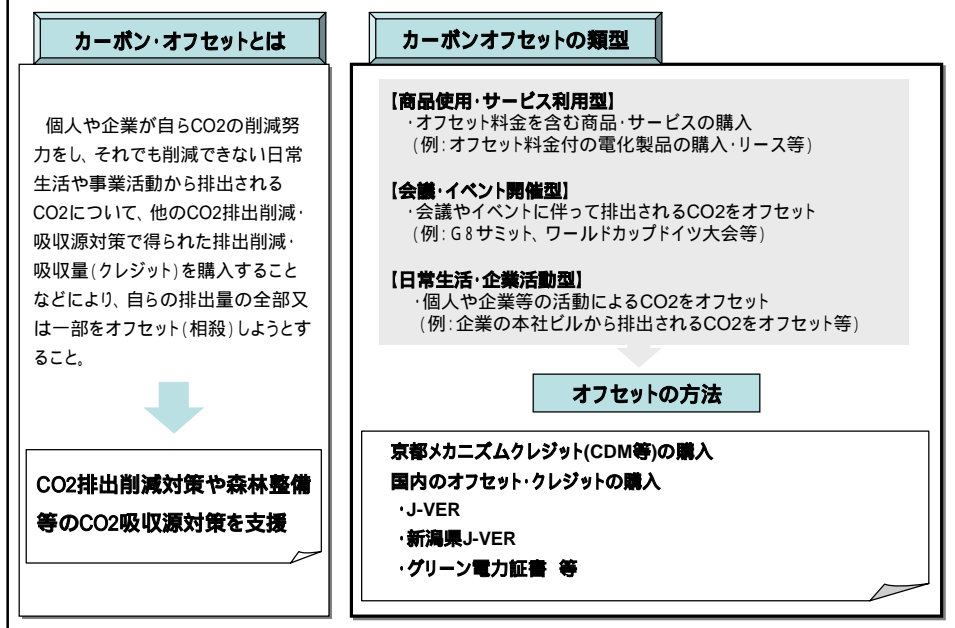 カーボン・オフセットとは
個人や企業が自らCO2の削減努
力をし、それでも削減できない日常
生活や事業活動から排出される
CO2について、他のCO2排出削減・
吸収源対策で得られた排出削減・
吸収量(クレジット)を購入すること
などにより、自らの排出量の全部又
は一部をオフセット(相殺)しようとす
ること。
CO2排出削減対策や森林整備
等のCO2吸収源対策を支援
カーボンオフセットの類型
【商品使用・サービス利用型】
・オフセット料金を含む商品・サービスの購入
(例:オフセット料金付の電化製品の購入・リース等)
【会議・イベント開催型】
・会議やイベントに伴って排出されるCO2をオフセット
(例:G8サミット、ワールドカップドイツ大会等)
【日常生活・企業活動型】
・個人や企業等の活動によるCO2をオフセット
(例:企業の本社ビルから排出されるCO2をオフセット等)
オフセットの方法
京都メカニズムクレジット(CDM等)の購入
国内のオフセット・クレジットの購入
・J-VER
・新潟県J-VER
・グリーン電力証書 等